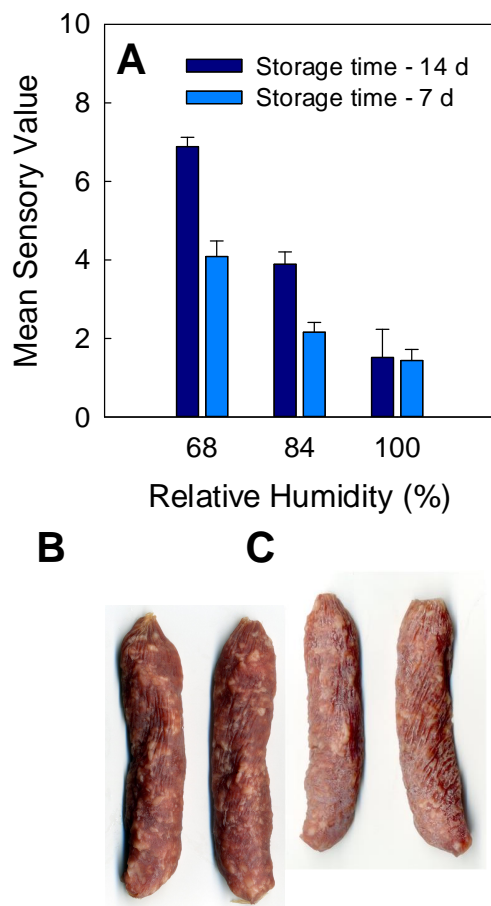 10
A
Storage time - 14 d
Storage time - 7 d
8
6
4
2
0
Mean Sensory Value
68 84 100
Relative Humidity (%)
B C